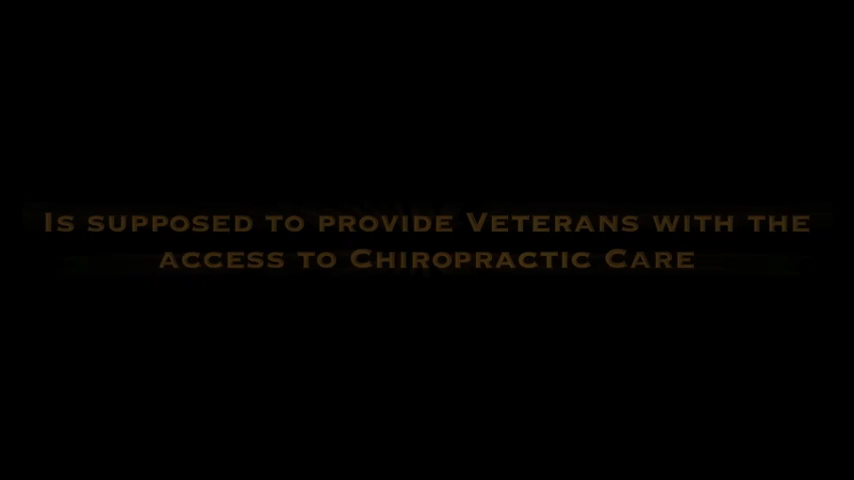 Is supposed to provide Veterans with the
access to Chiropractic Care